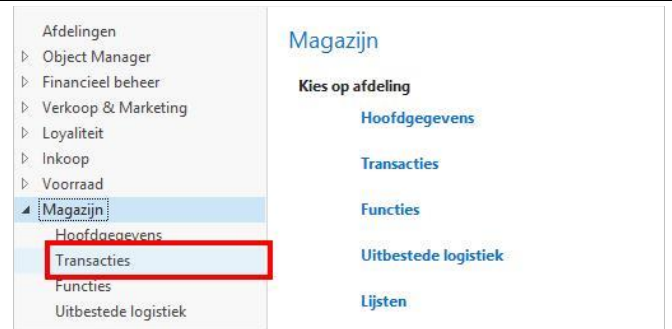 Afdelingen
Object Manager
Financieel beheer
Verkoop & Marketing
Loyaliteit
Inkoop
Voorraad
Magazijn
Hoofdgegevens
Transacties
Functies
Uitbestede logistiek
Magazijn
Kies op afdeling
Hoofdgegevens
Transacties
Functies
Uitbestede logistiek
Lijsten